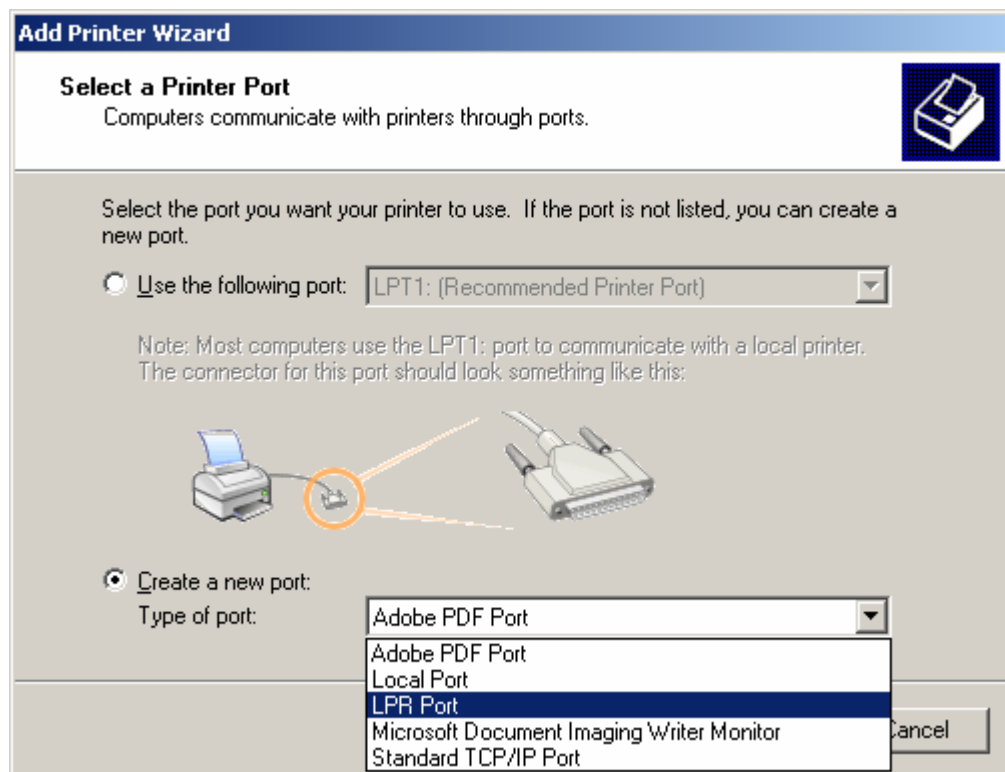 Add Printer Wizard
Select a Printer Port
Computers communicate with printers through ports.
Select the port you want your printer to use.  If the port is not listed, you can create a
new port.
Use the following port: LPT1: (Recommended Printer Port)
Note: Most computers use the LPT1: port to communicate with a local printer.
The connector for this port should look something like this:
Create a new port:
Type of port: Adobe PDF Port
Adobe PDF Port
Local Port
LPR Port
Microsoft Document Imaging Writer Monitor
Standard TCP/IP Port
Cancel